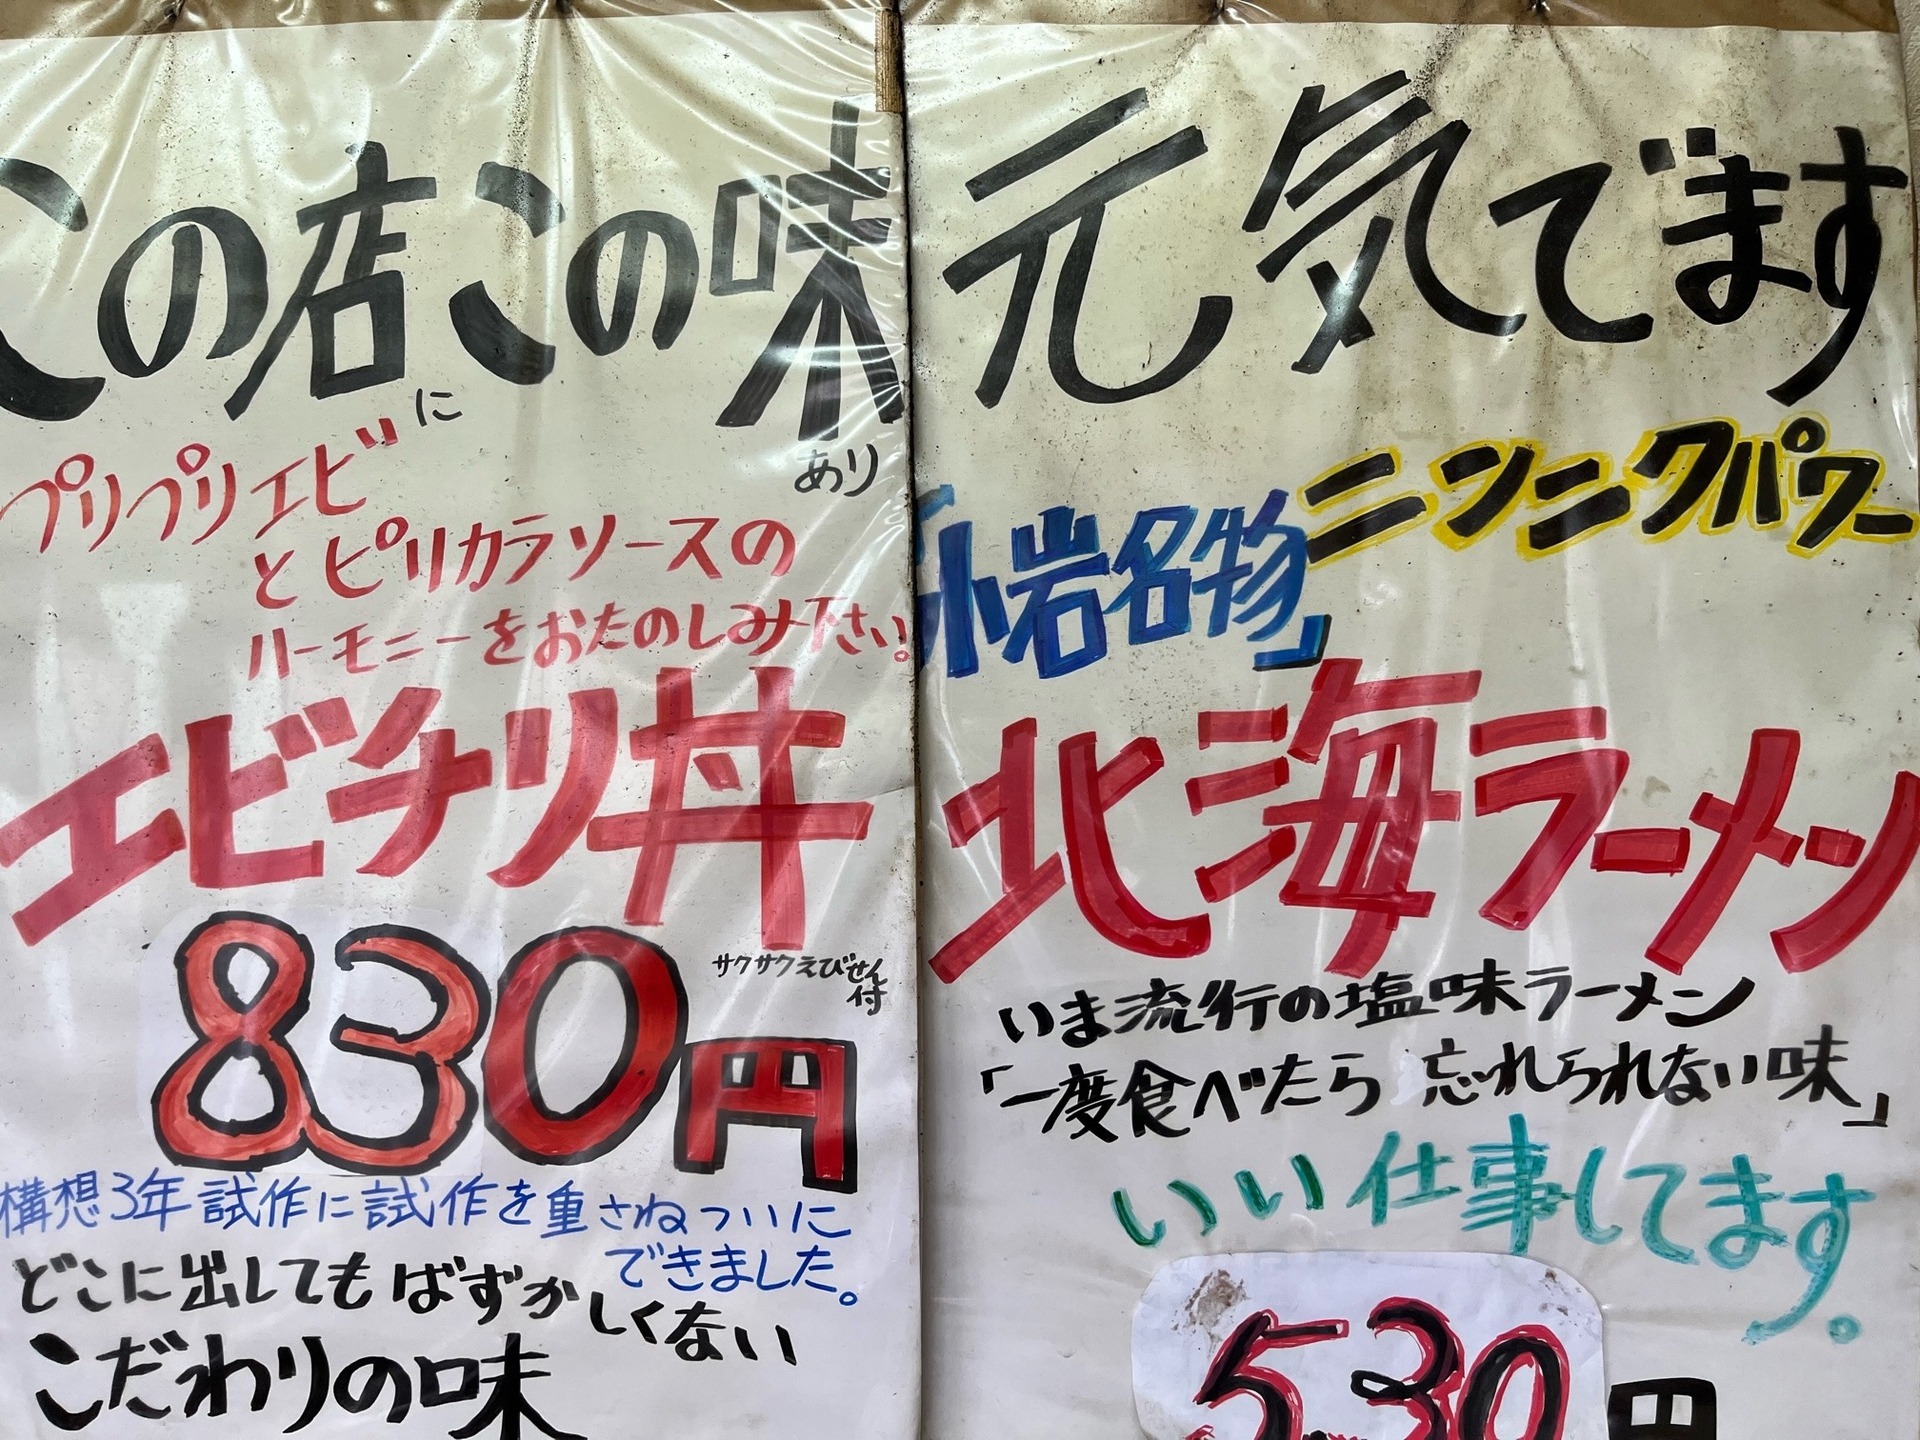 この店にこの味あり
プリプリエビ
とピリカラソースの
ハーモニーをおたのしみ下さい。
エビチリ丼
830円
サクサクえびせん
付
構想3年試作に試作を重さねついに
できました。
どこに出してもはずかしくない
こだわりの味
元気でます
ニンニクパワー
「小岩名物」
北海ラーメン
いま流行の塩味ラーメン
「一度食べたら 忘れられない味」
いい仕事してます。
530円